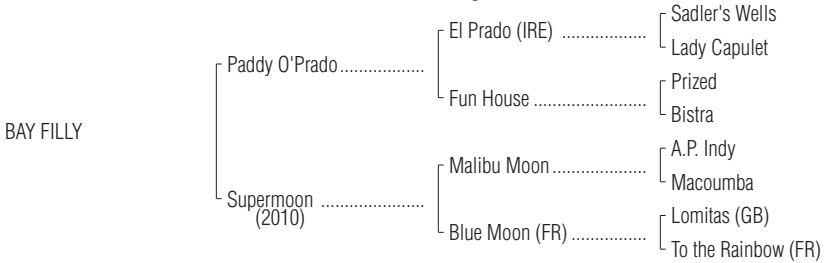 Sadler's Wells
El Prado (IRE) ..................
Lady Capulet
Paddy O'Prado..................
Prized
Fun House ........................
Bistra
BAY FILLY
A.P. Indy
Malibu Moon ....................
Macoumba
Supermoon ......................
(2010)
Lomitas (GB)
Blue Moon (FR) ................
To the Rainbow (FR)